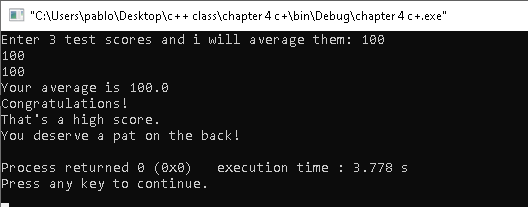 "C:\Users\pablo\Desktop\c++ class\chapter 4 c+\bin\Debug\chapter 4 c+.exe"
Enter 3 test scores and i will average them: 100
100
100
Your average is 100.0
Congratulations!
That's a high score.
You deserve a pat on the back!
Process returned 0 (0x0)   execution time : 3.778 s
Press any key to continue.